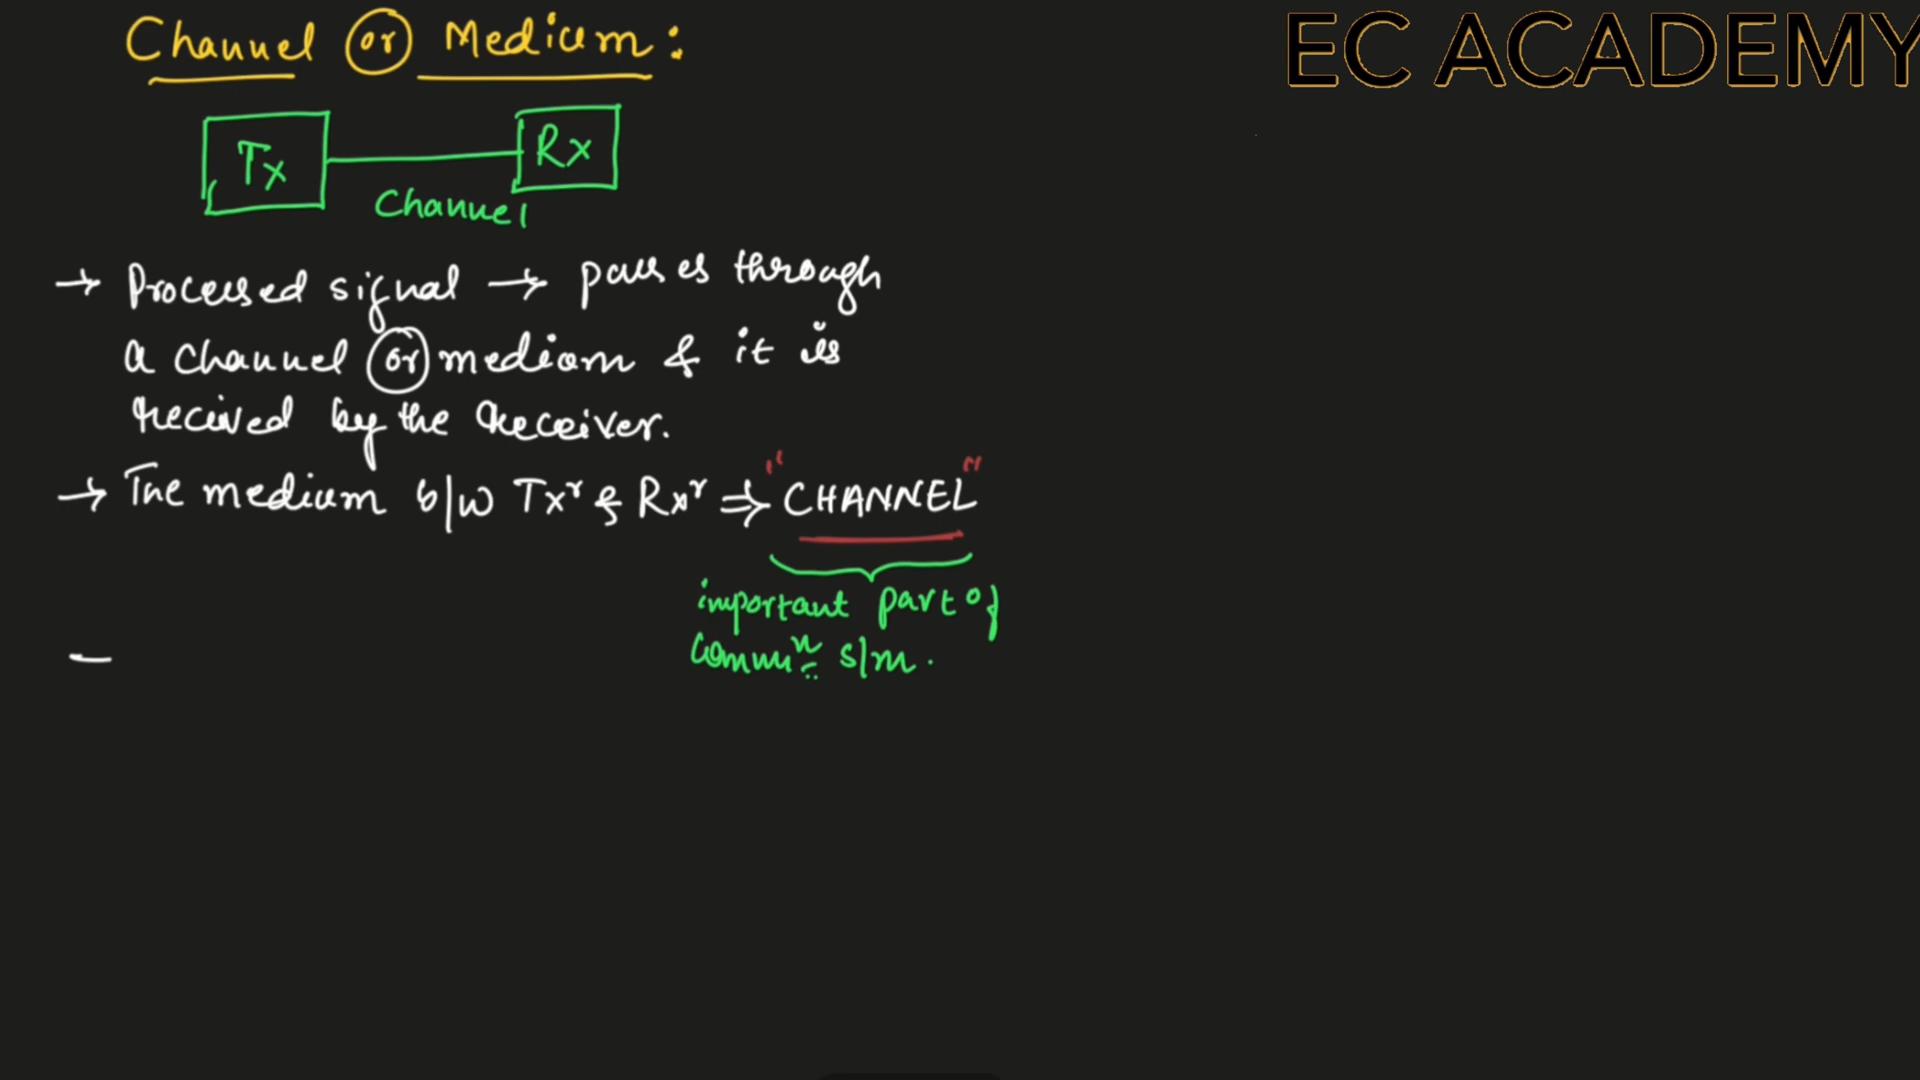 Channel or Medium:
EC ACADEMY
Tx
Rx
Channel
→ Processed signal → passes through
a channel or medium & it is
received by the receiver.
→ The medium b/w Txʳ & Rxʳ ⇒ "CHANNEL"
important part of
commuⁿ s/m.